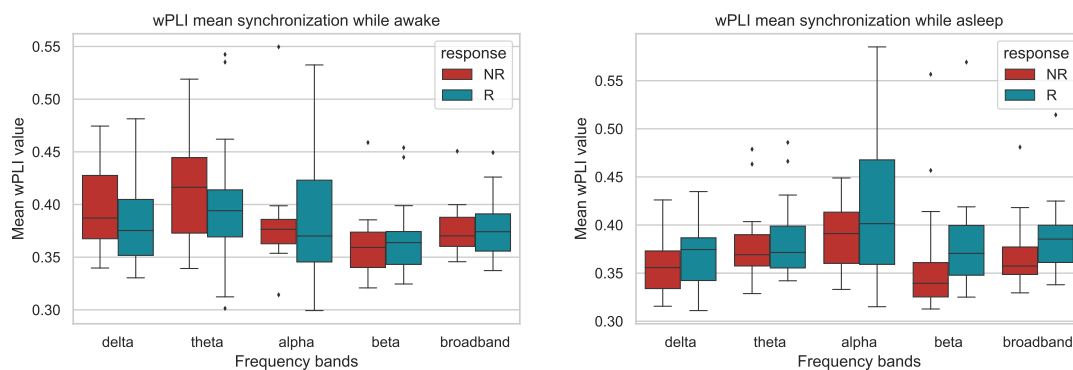 wPLI mean synchronization while awake
0.55
0.50
0.45
0.40
0.35
0.30
Mean wPLI value
response
NR
R
delta theta alpha beta broadband
Frequency bands
wPLI mean synchronization while asleep
0.55
0.50
0.45
0.40
0.35
0.30
Mean wPLI value
response
NR
R
delta theta alpha beta broadband
Frequency bands